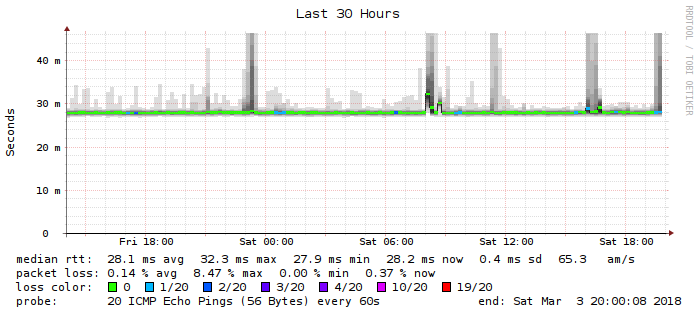 Last 30 Hours
RRDTOOL / TOBI OETIKER
Seconds
40 m
30 m
20 m
10 m
0
Fri 18:00 Sat 00:00 Sat 06:00 Sat 12:00 Sat 18:00
median rtt: 28.1 ms avg 32.3 ms max 27.9 ms min 28.2 ms now 0.4 ms sd 65.3 am/s
packet loss: 0.14 % avg 8.47 % max 0.00 % min 0.37 % now
loss color: 0 1/20 2/20 3/20 4/20 10/20 19/20
probe: 20 ICMP Echo Pings (56 Bytes) every 60s end: Sat Mar 3 20:00:08 2018